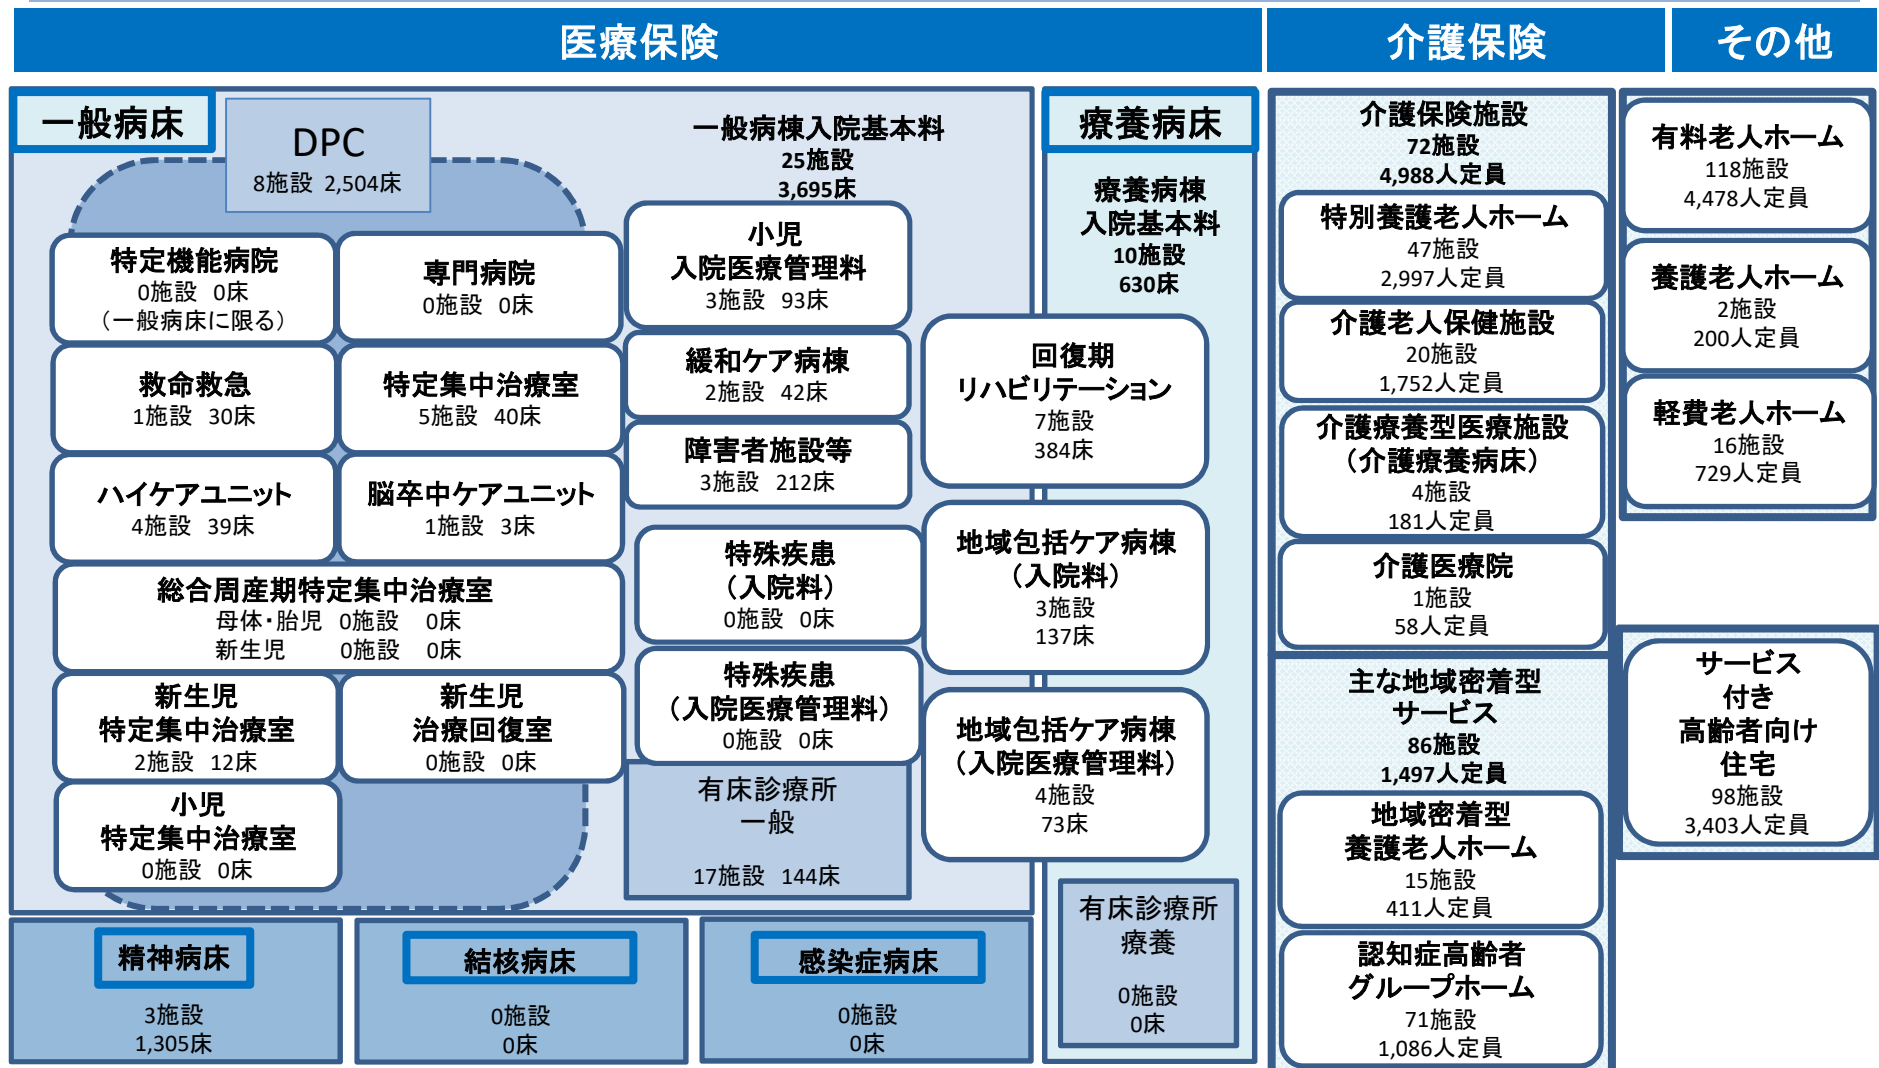 医療保険
介護保険
その他
一般病床
DPC
8施設 2,504床
一般病棟入院基本料
25施設
3,695床
特定機能病院
0施設 0床
（一般病床に限る）
専門病院
0施設 0床
救命救急
1施設 30床
特定集中治療室
5施設 40床
ハイケアユニット
4施設 39床
脳卒中ケアユニット
1施設 3床
総合周産期特定集中治療室
母体・胎児 0施設 0床
新生児 0施設 0床
新生児
特定集中治療室
2施設 12床
新生児
治療回復室
0施設 0床
小児
特定集中治療室
0施設 0床
小児
入院医療管理料
3施設 93床
緩和ケア病棟
2施設 42床
障害者施設等
3施設 212床
特殊疾患
（入院料）
0施設 0床
特殊疾患
（入院医療管理料）
0施設 0床
有床診療所
一般
17施設 144床
療養病床
療養病棟
入院基本料
10施設
630床
回復期
リハビリテーション
7施設
384床
地域包括ケア病棟
（入院料）
3施設
137床
地域包括ケア病棟
（入院医療管理料）
4施設
73床
有床診療所
療養
0施設
0床
精神病床
3施設
1,305床
結核病床
0施設
0床
感染症病床
0施設
0床
介護保険施設
72施設
4,988人定員
特別養護老人ホーム
47施設
2,997人定員
介護老人保健施設
20施設
1,752人定員
介護療養型医療施設
（介護療養病床）
4施設
181人定員
介護医療院
1施設
58人定員
主な地域密着型
サービス
86施設
1,497人定員
地域密着型
養護老人ホーム
15施設
411人定員
認知症高齢者
グループホーム
71施設
1,086人定員
有料老人ホーム
118施設
4,478人定員
養護老人ホーム
2施設
200人定員
軽費老人ホーム
16施設
729人定員
サービス
付き
高齢者向け
住宅
98施設
3,403人定員